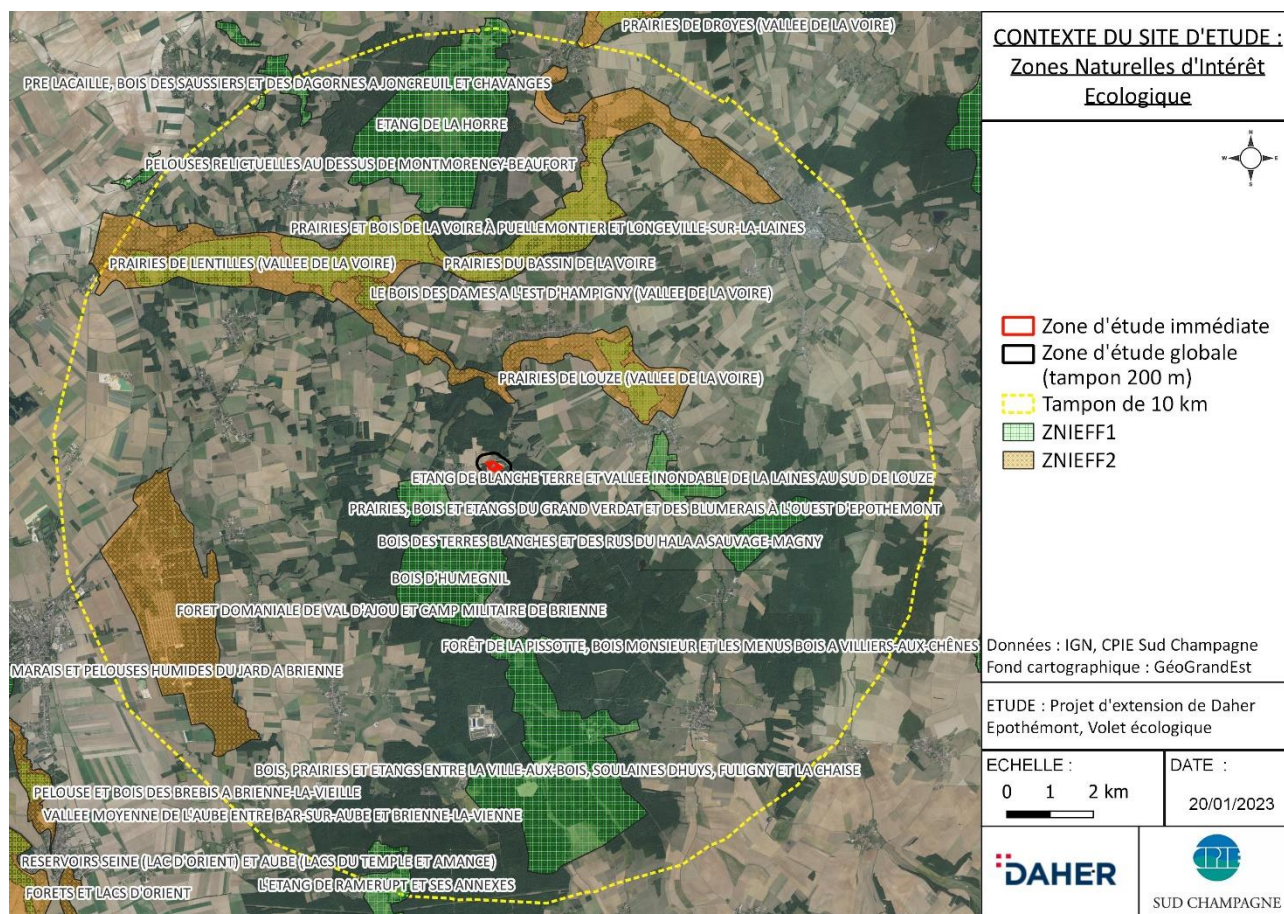 PRAIRIES DE DROYES (VALLEE DE LA VOIRE)
PRE LACAILLE, BOIS DES SAUSSIERS ET DES DAGORNES A JONCREUIL ET CHAVANGES
ETANG DE LA HORRE
PELOUSES RELICTUELLES AU DESSUS DE MONTMORENCY-BEAUFORT
PRAIRIES ET BOIS DE LA VOIRE À PUELLEMONTIER ET LONGEVILLE-SUR-LA-LAINES
PRAIRIES DE LENTILLES (VALLEE DE LA VOIRE)
PRAIRIES DU BASSIN DE LA VOIRE
LE BOIS DES DAMES A L'EST D'HAMPIGNY (VALLEE DE LA VOIRE)
PRAIRIES DE LOUZE (VALLEE DE LA VOIRE)
ETANG DE BLANCHE TERRE ET VALLEE INONDABLE DE LA LAINES AU SUD DE LOUZE
PRAIRIES, BOIS ET ETANGS DU GRAND VERDAT ET DES BLUMERAIS À L'OUEST D'EPOTHEMONT
BOIS DES TERRES BLANCHES ET DES RUS DU HALA A SAUVAGE-MAGNY
BOIS D'HUMEGNIL
FORET DOMANIALE DE VAL D'AJOU ET CAMP MILITAIRE DE BRIENNE
FORÊT DE LA PISSOTTE, BOIS MONSIEUR ET LES MENUS BOIS A VILLIERS-AUX-CHÊNES
MARAIS ET PELOUSES HUMIDES DU JARD A BRIENNE
BOIS, PRAIRIES ET ETANGS ENTRE LA VILLE-AUX-BOIS, SOULAINES DHUYS, FULIGNY ET LA CHAISE
PELOUSE ET BOIS DES BREBIS A BRIENNE-LA-VIEILLE
VALLEE MOYENNE DE L'AUBE ENTRE BAR-SUR-AUBE ET BRIENNE-LA-VIENNE
RESERVOIRS SEINE (LAC D'ORIENT) ET AUBE (LACS DU TEMPLE ET AMANCE)
L'ETANG DE RAMERUPT ET SES ANNEXES
FORETS ET LACS D'ORIENT
CONTEXTE DU SITE D'ETUDE :
Zones Naturelles d'Intérêt
Ecologique
N
W
E
S
Zone d'étude immédiate
Zone d'étude globale
(tampon 200 m)
Tampon de 10 km
ZNIEFF1
ZNIEFF2
Données : IGN, CPIE Sud Champagne
Fond cartographique : GéoGrandEst
ETUDE : Projet d'extension de Daher
Epothémont, Volet écologique
ECHELLE :
0 1 2 km
DATE :
20/01/2023
DAHER
CPIE
SUD CHAMPAGNE